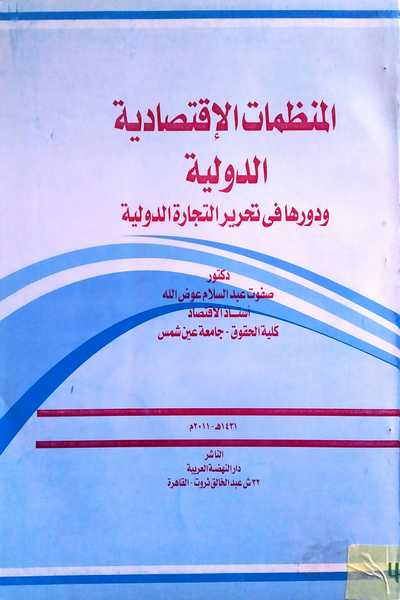 المنظمات الإقتصادية
الدولية
ودورها فى تحرير التجارة الدولية
دكتور
صفوت عبد السلام عوض الله
أستاذ الاقتصاد
كلية الحقوق - جامعة عين شمس
١٤٣١هـ - ٢٠١١م
الناشر
دار النهضة العربية
٣٢ ش عبد الخالق ثروت - القاهرة